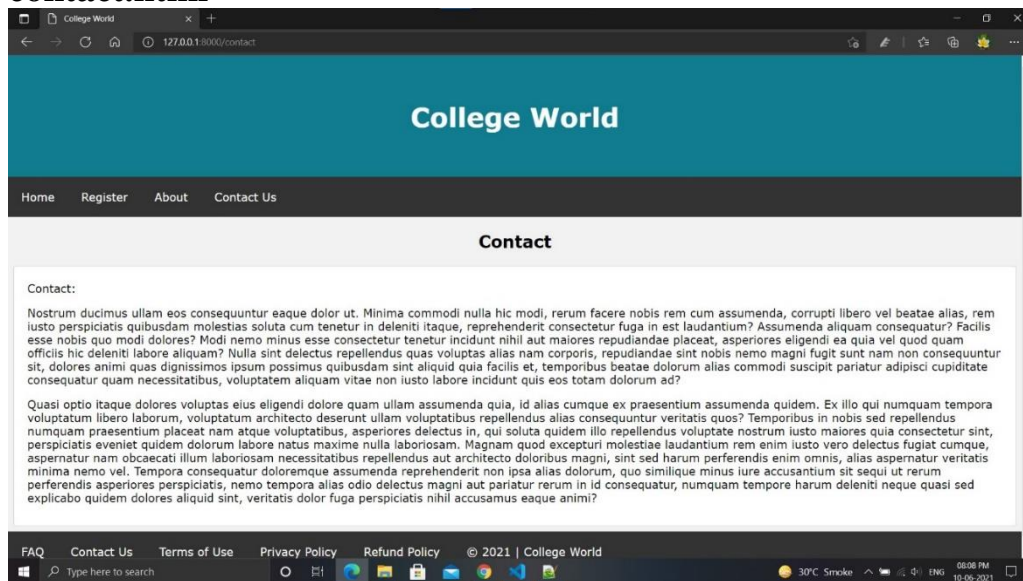 College World
127.0.0.1:8000/contact
College World
Home Register About Contact Us
Contact
Contact:
Nostrum ducimus ullam eos consequuntur eaque dolor ut. Minima commodi nulla hic modi, rerum facere nobis rem cum assumenda, corrupti libero vel beatae alias, rem
iusto perspiciatis quibusdam molestias soluta cum tenetur in deleniti itaque, reprehenderit consectetur fuga in est laudantium? Assumenda aliquam consequatur? Facilis
esse nobis quo modi dolores? Modi nemo minus esse consectetur tenetur incidunt nihil aut maiores repudiandae placeat, asperiores eligendi ea quia vel quod quam
officiis hic deleniti labore aliquam? Nulla sint delectus repellendus quas voluptas alias nam corporis, repudiandae sint nobis nemo magni fugit sunt nam non consequuntur
sit, dolores animi quas dignissimos ipsum possimus quibusdam sint aliquid quia facilis et, temporibus beatae dolorum alias commodi suscipit pariatur adipisci cupiditate
consequatur quam necessitatibus, voluptatem aliquam vitae non iusto labore incidunt quis eos totam dolorum ad?
Quasi optio itaque dolores voluptas eius eligendi dolore quam ullam assumenda quia, id alias cumque ex praesentium assumenda quidem. Ex illo qui numquam tempora
voluptatum libero laborum, voluptatum architecto deserunt ullam voluptatibus repellendus alias consequuntur veritatis quos? Temporibus in nobis sed repellendus
numquam praesentium placeat nam atque voluptatibus, asperiores delectus in, qui soluta quidem illo repellendus voluptate nostrum iusto maiores quia consectetur sint,
perspiciatis eveniet quidem dolorum labore natus maxime nulla laboriosam. Magnam quod excepturi molestiae laudantium rem enim iusto vero delectus fugiat cumque,
aspernatur nam obcaecati illum laboriosam necessitatibus repellendus aut architecto doloribus magni, sint sed harum perferendis enim omnis, alias aspernatur veritatis
minima nemo vel. Tempora consequatur doloremque assumenda reprehenderit non ipsa alias dolorum, quo similique minus iure accusantium sit sequi ut rerum
perferendis asperiores perspiciatis, nemo tempora alias odio delectus magni aut pariatur rerum in id consequatur, numquam tempore harum deleniti neque quasi sed
explicabo quidem dolores aliquid sint, veritatis dolor fuga perspiciatis nihil accusamus eaque animi?
FAQ Contact Us Terms of Use Privacy Policy Refund Policy © 2021 | College World
Type here to search 30°C Smoke ENG 08:08 PM
10-06-2021